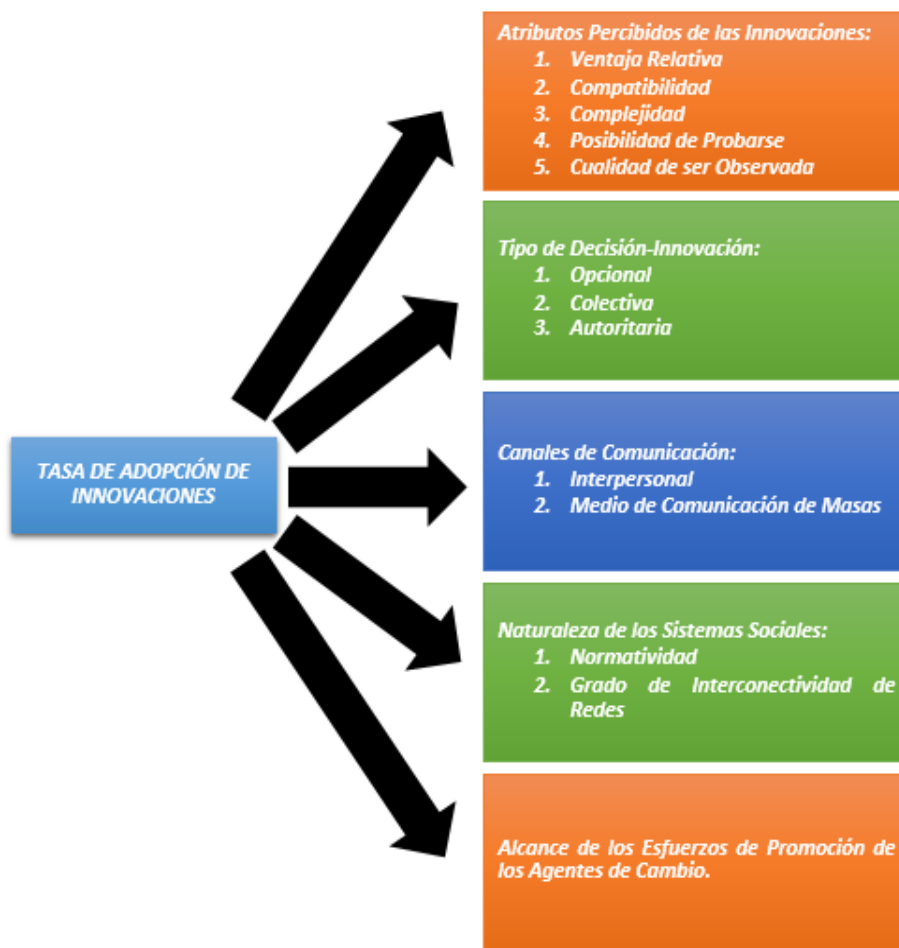 Atributos Percibidos de las Innovaciones:
1. Ventaja Relativa
2. Compatibilidad
3. Complejidad
4. Posibilidad de Probarse
5. Cualidad de ser Observada
Tipo de Decisión-Innovación:
1. Opcional
2. Colectiva
3. Autoritaria
TASA DE ADOPCIÓN DE
INNOVACIONES
Canales de Comunicación:
1. Interpersonal
2. Medio de Comunicación de Masas
Naturaleza de los Sistemas Sociales:
1. Normatividad
2. Grado de Interconectividad de
Redes
Alcance de los Esfuerzos de Promoción de
los Agentes de Cambio.